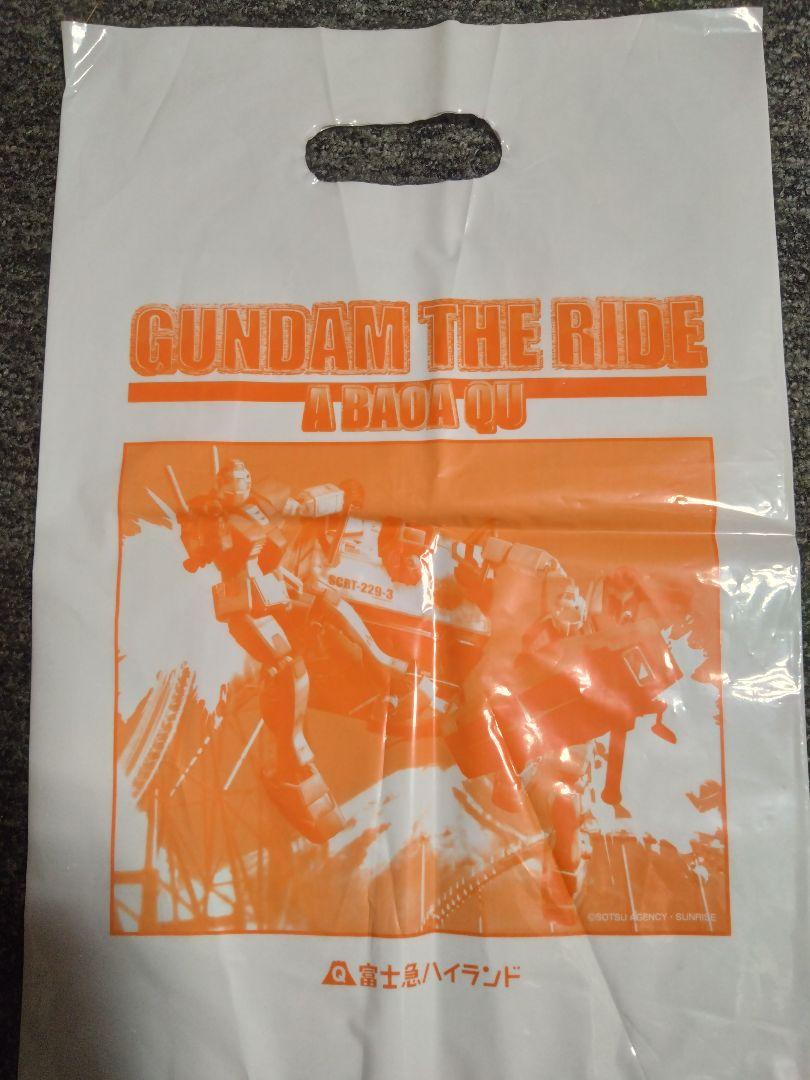 GUNDAM THE RIDE
A BAOA QU
SCRT-229-3
©SOTSU AGENCY・SUNRISE
Q 富士急ハイランド